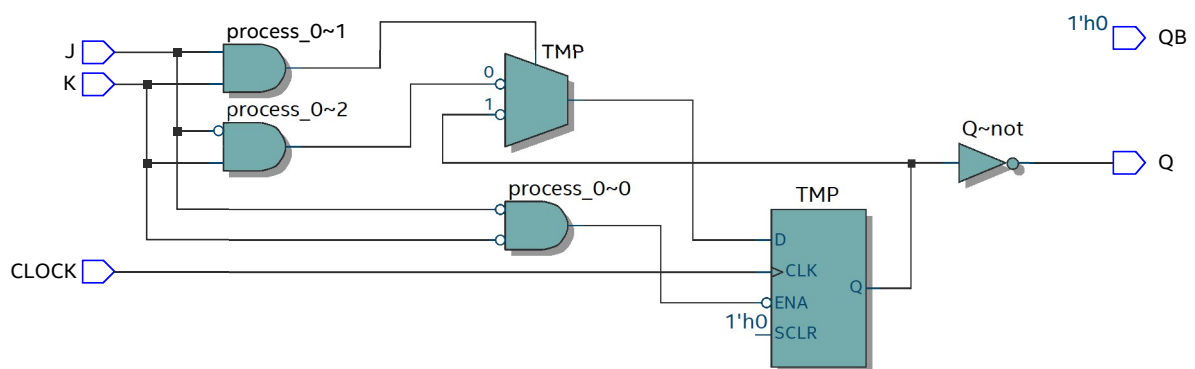 process_0~1
1'h0
QB
J
TMP
K
0
1
process_0~2
Q~not
Q
process_0~0
TMP
D
CLOCK
CLK
Q
ENA
1'h0
SCLR